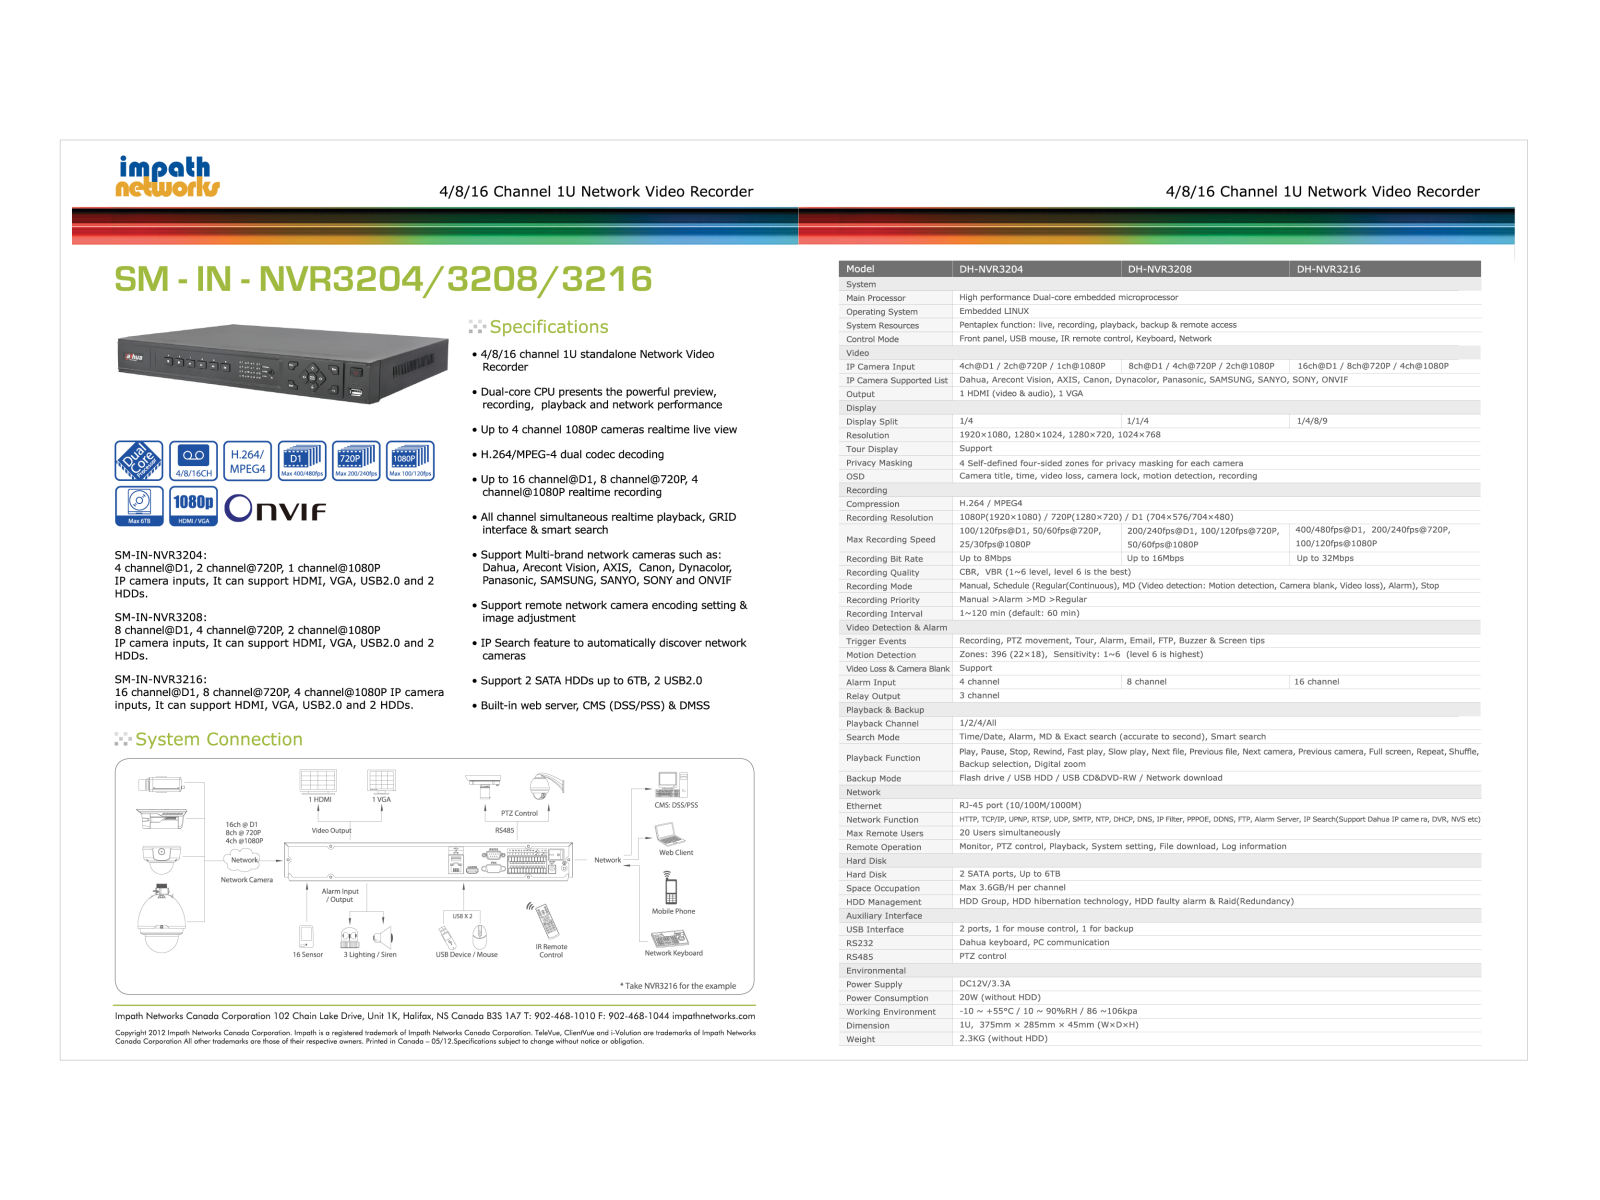 impath
networks
4/8/16 Channel 1U Network Video Recorder
SM - IN - NVR3204/3208/3216
alhua
Dual
Core
4/8/16CH
H.264/
MPEG4
D1
Max 400/480fps
720P
Max 200/240fps
1080P
Max 100/120fps
Max 6TB
1080p
HDMI / VGA
ONVIF
SM-IN-NVR3204:
4 channel@D1, 2 channel@720P, 1 channel@1080P
IP camera inputs, It can support HDMI, VGA, USB2.0 and 2
HDDs.
SM-IN-NVR3208:
8 channel@D1, 4 channel@720P, 2 channel@1080P
IP camera inputs, It can support HDMI, VGA, USB2.0 and 2
HDDs.
SM-IN-NVR3216:
16 channel@D1, 8 channel@720P, 4 channel@1080P IP camera
inputs, It can support HDMI, VGA, USB2.0 and 2 HDDs.
Specifications
• 4/8/16 channel 1U standalone Network Video
Recorder
• Dual-core CPU presents the powerful preview,
recording, playback and network performance
• Up to 4 channel 1080P cameras realtime live view
• H.264/MPEG-4 dual codec decoding
• Up to 16 channel@D1, 8 channel@720P, 4
channel@1080P realtime recording
• All channel simultaneous realtime playback, GRID
interface & smart search
• Support Multi-brand network cameras such as:
Dahua, Arecont Vision, AXIS, Canon, Dynacolor,
Panasonic, SAMSUNG, SANYO, SONY and ONVIF
• Support remote network camera encoding setting &
image adjustment
• IP Search feature to automatically discover network
cameras
• Support 2 SATA HDDs up to 6TB, 2 USB2.0
• Built-in web server, CMS (DSS/PSS) & DMSS
System Connection
1 HDMI
1 VGA
Video Output
PTZ Control
RS485
CMS: DSS/PSS
16ch @ D1
8ch @ 720P
4ch @1080P
Network
Network Camera
Network
Web Client
Alarm Input
/ Output
USB X 2
Mobile Phone
16 Sensor
3 Lighting / Siren
USB Device / Mouse
IR Remote
Control
Network Keyboard
* Take NVR3216 for the example
Impath Networks Canada Corporation 102 Chain Lake Drive, Unit 1K, Halifax, NS Canada B3S 1A7 T: 902-468-1010 F: 902-468-1044 impathnetworks.com
Copyright 2012 Impath Networks Canada Corporation. Impath is a registered trademark of Impath Networks Canada Corporation. TeleVue, ClientVue and i-Volution are trademarks of Impath Networks
Canada Corporation All other trademarks are those of their respective owners. Printed in Canada – 05/12.Specifications subject to change without notice or obligation.
4/8/16 Channel 1U Network Video Recorder
Model DH-NVR3204 DH-NVR3208 DH-NVR3216
System
Main Processor High performance Dual-core embedded microprocessor
Operating System Embedded LINUX
System Resources Pentaplex function: live, recording, playback, backup & remote access
Control Mode Front panel, USB mouse, IR remote control, Keyboard, Network
Video
IP Camera Input 4ch@D1 / 2ch@720P / 1ch@1080P 8ch@D1 / 4ch@720P / 2ch@1080P 16ch@D1 / 8ch@720P / 4ch@1080P
IP Camera Supported List Dahua, Arecont Vision, AXIS, Canon, Dynacolor, Panasonic, SAMSUNG, SANYO, SONY, ONVIF
Output 1 HDMI (video & audio), 1 VGA
Display
Display Split 1/4 1/1/4 1/4/8/9
Resolution 1920×1080, 1280×1024, 1280×720, 1024×768
Tour Display Support
Privacy Masking 4 Self-defined four-sided zones for privacy masking for each camera
OSD Camera title, time, video loss, camera lock, motion detection, recording
Recording
Compression H.264 / MPEG4
Recording Resolution 1080P(1920×1080) / 720P(1280×720) / D1 (704×576/704×480)
Max Recording Speed 100/120fps@D1, 50/60fps@720P, 200/240fps@D1, 100/120fps@720P, 400/480fps@D1, 200/240fps@720P,
25/30fps@1080P 50/60fps@1080P 100/120fps@1080P
Recording Bit Rate Up to 8Mbps Up to 16Mbps Up to 32Mbps
Recording Quality CBR, VBR (1~6 level, level 6 is the best)
Recording Mode Manual, Schedule (Regular(Continuous), MD (Video detection: Motion detection, Camera blank, Video loss), Alarm), Stop
Recording Priority Manual >Alarm >MD >Regular
Recording Interval 1~120 min (default: 60 min)
Video Detection & Alarm
Trigger Events Recording, PTZ movement, Tour, Alarm, Email, FTP, Buzzer & Screen tips
Motion Detection Zones: 396 (22×18), Sensitivity: 1~6 (level 6 is highest)
Video Loss & Camera Blank Support
Alarm Input 4 channel 8 channel 16 channel
Relay Output 3 channel
Playback & Backup
Playback Channel 1/2/4/All
Search Mode Time/Date, Alarm, MD & Exact search (accurate to second), Smart search
Playback Function Play, Pause, Stop, Rewind, Fast play, Slow play, Next file, Previous file, Next camera, Previous camera, Full screen, Repeat, Shuffle,
Backup selection, Digital zoom
Backup Mode Flash drive / USB HDD / USB CD&DVD-RW / Network download
Network
Ethernet RJ-45 port (10/100M/1000M)
Network Function HTTP, TCP/IP, UPNP, RTSP, UDP, SMTP, NTP, DHCP, DNS, IP Filter, PPPOE, DDNS, FTP, Alarm Server, IP Search(Support Dahua IP came ra, DVR, NVS etc)
Max Remote Users 20 Users simultaneously
Remote Operation Monitor, PTZ control, Playback, System setting, File download, Log information
Hard Disk
Hard Disk 2 SATA ports, Up to 6TB
Space Occupation Max 3.6GB/H per channel
HDD Management HDD Group, HDD hibernation technology, HDD faulty alarm & Raid(Redundancy)
Auxiliary Interface
USB Interface 2 ports, 1 for mouse control, 1 for backup
RS232 Dahua keyboard, PC communication
RS485 PTZ control
Environmental
Power Supply DC12V/3.3A
Power Consumption 20W (without HDD)
Working Environment -10 ~ +55°C / 10 ~ 90%RH / 86 ~106kpa
Dimension 1U, 375mm × 285mm × 45mm (W×D×H)
Weight 2.3KG (without HDD)